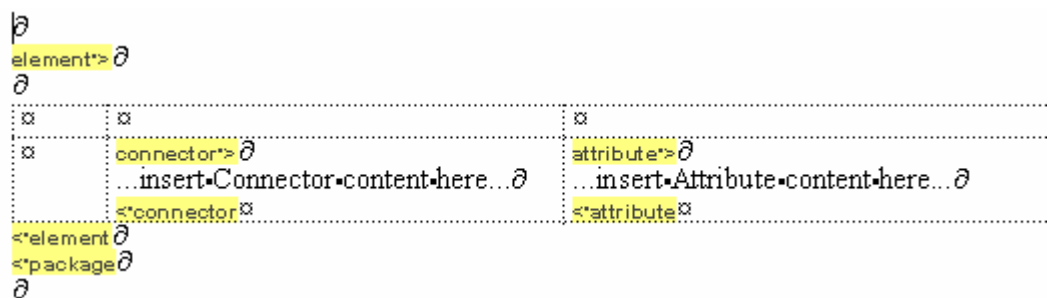 ∂
element·> ∂
∂
¤ ¤ ¤
¤ connector·> ∂ attribute·> ∂
...insert·Connector·content·here...∂ ...insert·Attribute·content·here...∂
<·connector¤ <·attribute¤
<·element ∂
<·package∂
∂